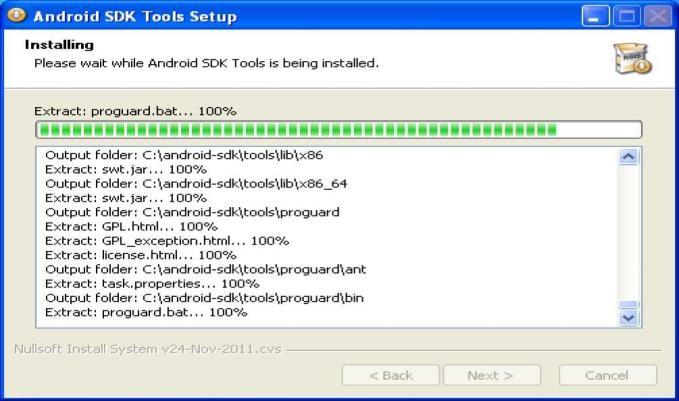 Android SDK Tools Setup
Installing
Please wait while Android SDK Tools is being installed.
Extract: proguard.bat... 100%
Output folder: C:\android-sdk\tools\lib\x86
Extract: swt.jar... 100%
Output folder: C:\android-sdk\tools\lib\x86_64
Extract: swt.jar... 100%
Output folder: C:\android-sdk\tools\proguard
Extract: GPL.html... 100%
Extract: GPL_exception.html... 100%
Extract: license.html... 100%
Output folder: C:\android-sdk\tools\proguard\ant
Extract: task.properties... 100%
Output folder: C:\android-sdk\tools\proguard\bin
Extract: proguard.bat... 100%
Nullsoft Install System v24-Nov-2011.cvs
< Back Next > Cancel